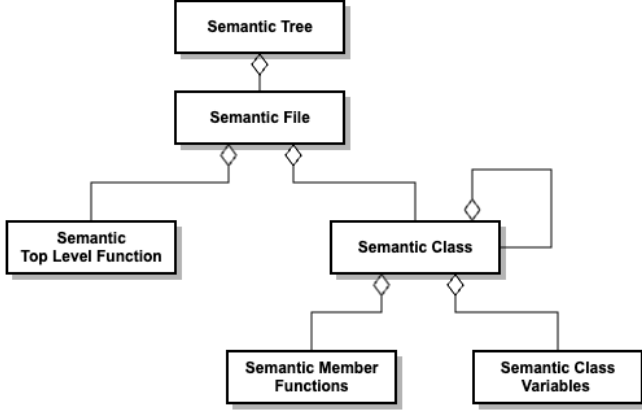 Semantic Tree
Semantic File
Semantic
Top Level Function
Semantic Class
Semantic Member
Functions
Semantic Class
Variables